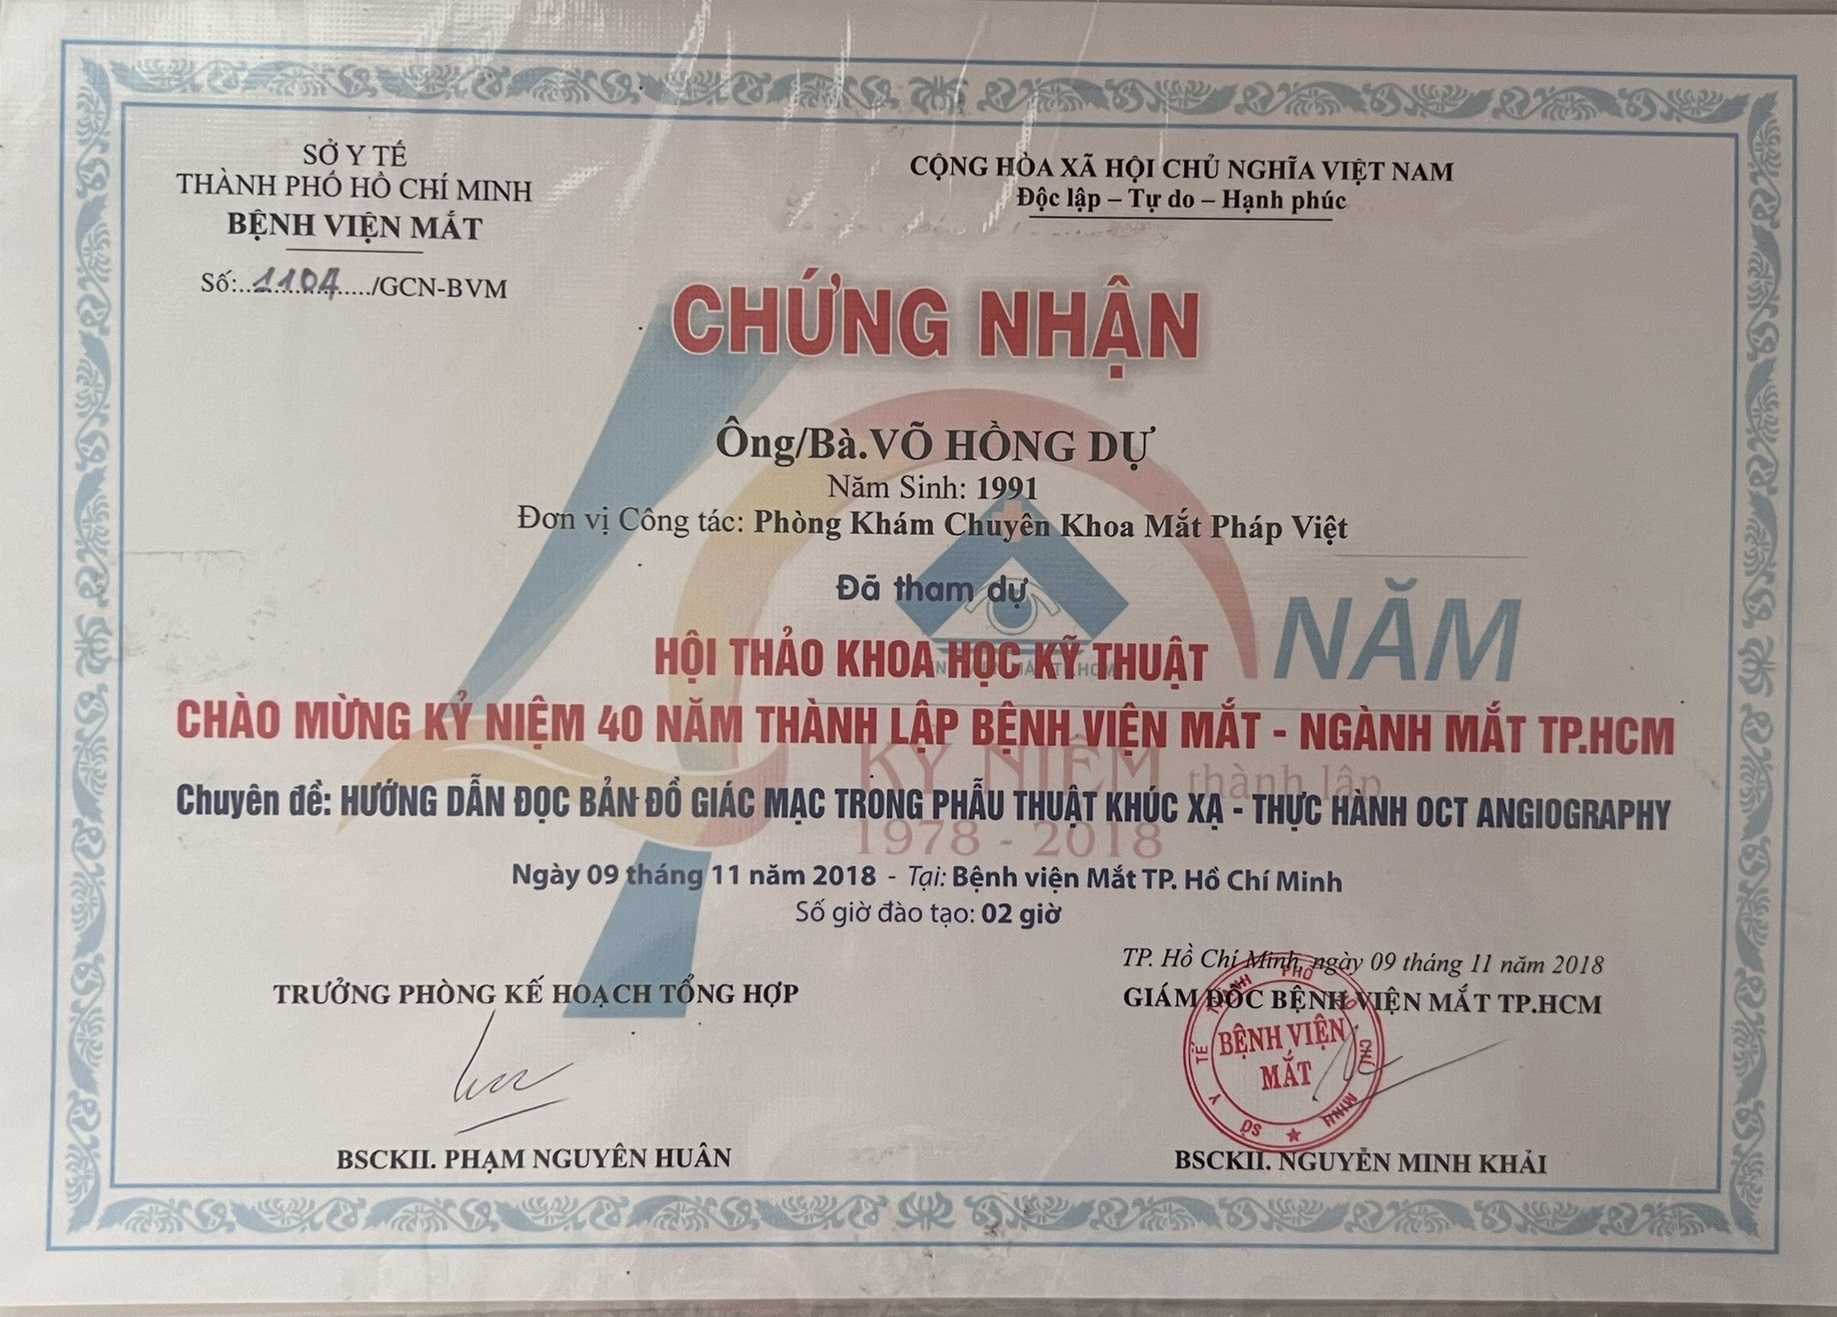 SỞ Y TẾ
THÀNH PHỐ HỒ CHÍ MINH
BỆNH VIỆN MẮT
Số:..1104...../GCN-BVM
CỘNG HÒA XÃ HỘI CHỦ NGHĨA VIỆT NAM
Độc lập – Tự do – Hạnh phúc
CHỨNG NHẬN
Ông/Bà.VÕ HỒNG DỰ
Năm Sinh: 1991
Đơn vị Công tác: Phòng Khám Chuyên Khoa Mắt Pháp Việt
Đã tham dự
NĂM
HỘI THẢO KHOA HỌC KỸ THUẬT
CHÀO MỪNG KỶ NIỆM 40 NĂM THÀNH LẬP BỆNH VIỆN MẮT - NGÀNH MẮT TP.HCM
KỶ NIỆM thành lập
Chuyên đề: HƯỚNG DẪN ĐỌC BẢN ĐỒ GIÁC MẠC TRONG PHẪU THUẬT KHÚC XẠ - THỰC HÀNH OCT ANGIOGRAPHY
1978 - 2018
Ngày 09 tháng 11 năm 2018 - Tại: Bệnh viện Mắt TP. Hồ Chí Minh
Số giờ đào tạo: 02 giờ
TP. Hồ Chí Minh, ngày 09 tháng 11 năm 2018
TRƯỞNG PHÒNG KẾ HOẠCH TỔNG HỢP
GIÁM ĐỐC BỆNH VIỆN MẮT TP.HCM
SỞ Y TẾ THÀNH PHỐ HỒ CHÍ MINH
BỆNH VIỆN
MẮT
BSCKII. PHẠM NGUYÊN HUÂN
BSCKII. NGUYỄN MINH KHẢI